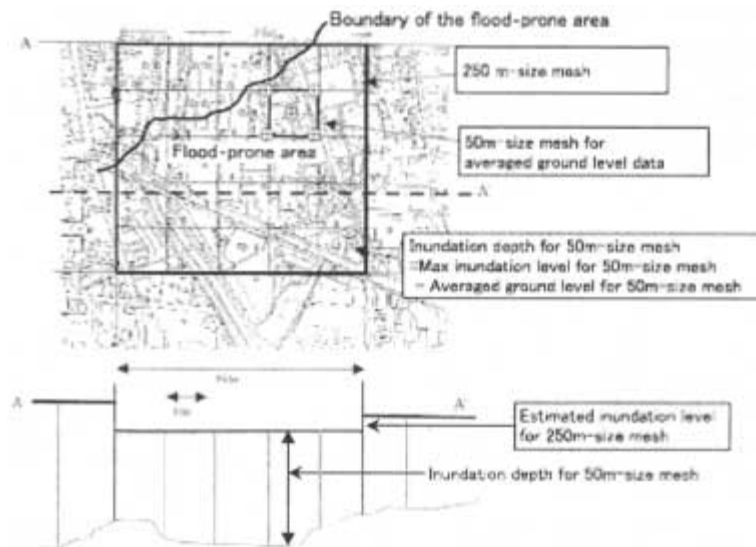 Boundary of the flood-prone area
A
250 m-size mesh
50m-size mesh for
averaged ground level data
Flood-prone area
A'
Inundation depth for 50m-size mesh
=Max inundation level for 50m-size mesh
- Averaged ground level for 50m-size mesh
A
A'
Estimated inundation level
for 250m-size mesh
Inundation depth for 50m-size mesh